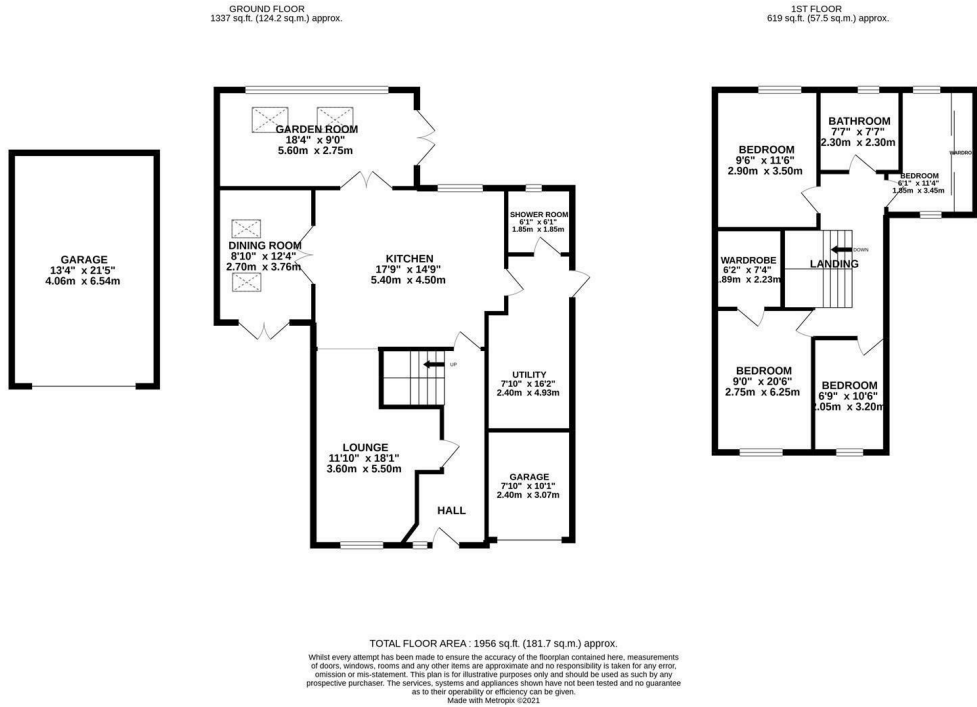 GROUND FLOOR
1337 sq.ft. (124.2 sq.m.) approx.
1ST FLOOR
619 sq.ft. (57.5 sq.m.) approx.
GARAGE
13'4" x 21'5"
4.06m x 6.54m
GARDEN ROOM
18'4" x 9'0"
5.60m x 2.75m
DINING ROOM
8'10" x 12'4"
2.70m x 3.76m
KITCHEN
17'9" x 14'9"
5.40m x 4.50m
SHOWER ROOM
6'1" x 6'1"
1.85m x 1.85m
UP
UTILITY
7'10" x 16'2"
2.40m x 4.93m
LOUNGE
11'10" x 18'1"
3.60m x 5.50m
HALL
GARAGE
7'10" x 10'1"
2.40m x 3.07m
BEDROOM
9'6" x 11'6"
2.90m x 3.50m
BATHROOM
7'7" x 7'7"
2.30m x 2.30m
WARDRO
BEDROOM
6'1" x 11'4"
1.85m x 3.45m
DOWN
LANDING
WARDROBE
6'2" x 7'4"
.89m x 2.23m
BEDROOM
9'0" x 20'6"
2.75m x 6.25m
BEDROOM
6'9" x 10'6"
2.05m x 3.20m
TOTAL FLOOR AREA : 1956 sq.ft. (181.7 sq.m.) approx.
Whilst every attempt has been made to ensure the accuracy of the floorplan contained here, measurements
of doors, windows, rooms and any other items are approximate and no responsibility is taken for any error,
omission or mis-statement. This plan is for illustrative purposes only and should be used as such by any
prospective purchaser. The services, systems and appliances shown have not been tested and no guarantee
as to their operability or efficiency can be given.
Made with Metropix ©2021